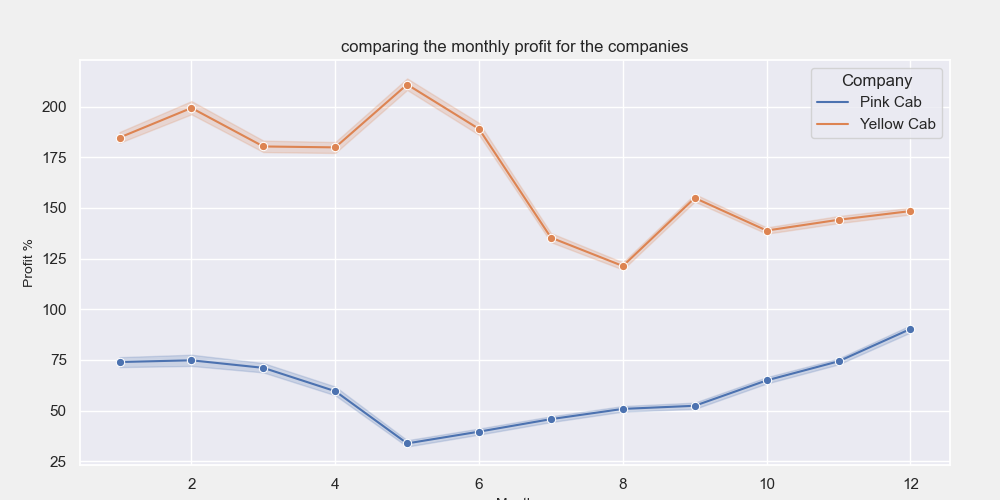 comparing the monthly profit for the companies
Company
Pink Cab
Yellow Cab
Profit %
200
175
150
125
100
75
50
25
2 4 6 8 10 12